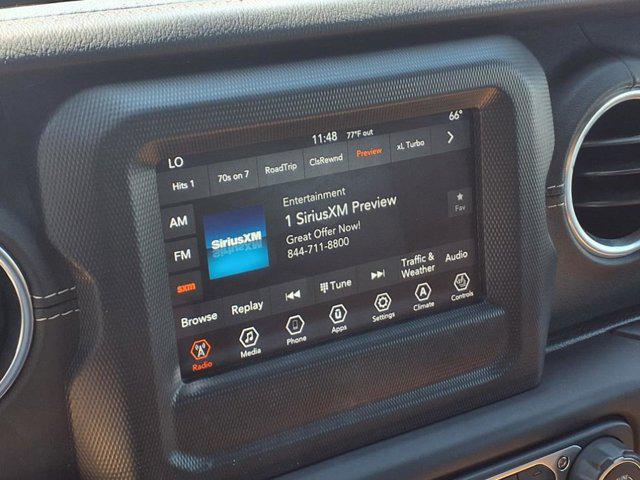 LO 11:48 77°F out 66°
Hits 1 70s on 7 RoadTrip ClsRewnd Preview xL Turbo
AM
FM
sxm
SiriusXM
Entertainment
1 SiriusXM Preview
Great Offer Now!
844-711-8800
Fav
Browse Replay Tune Traffic & Weather Audio
Radio Media Phone Apps Settings Climate Controls